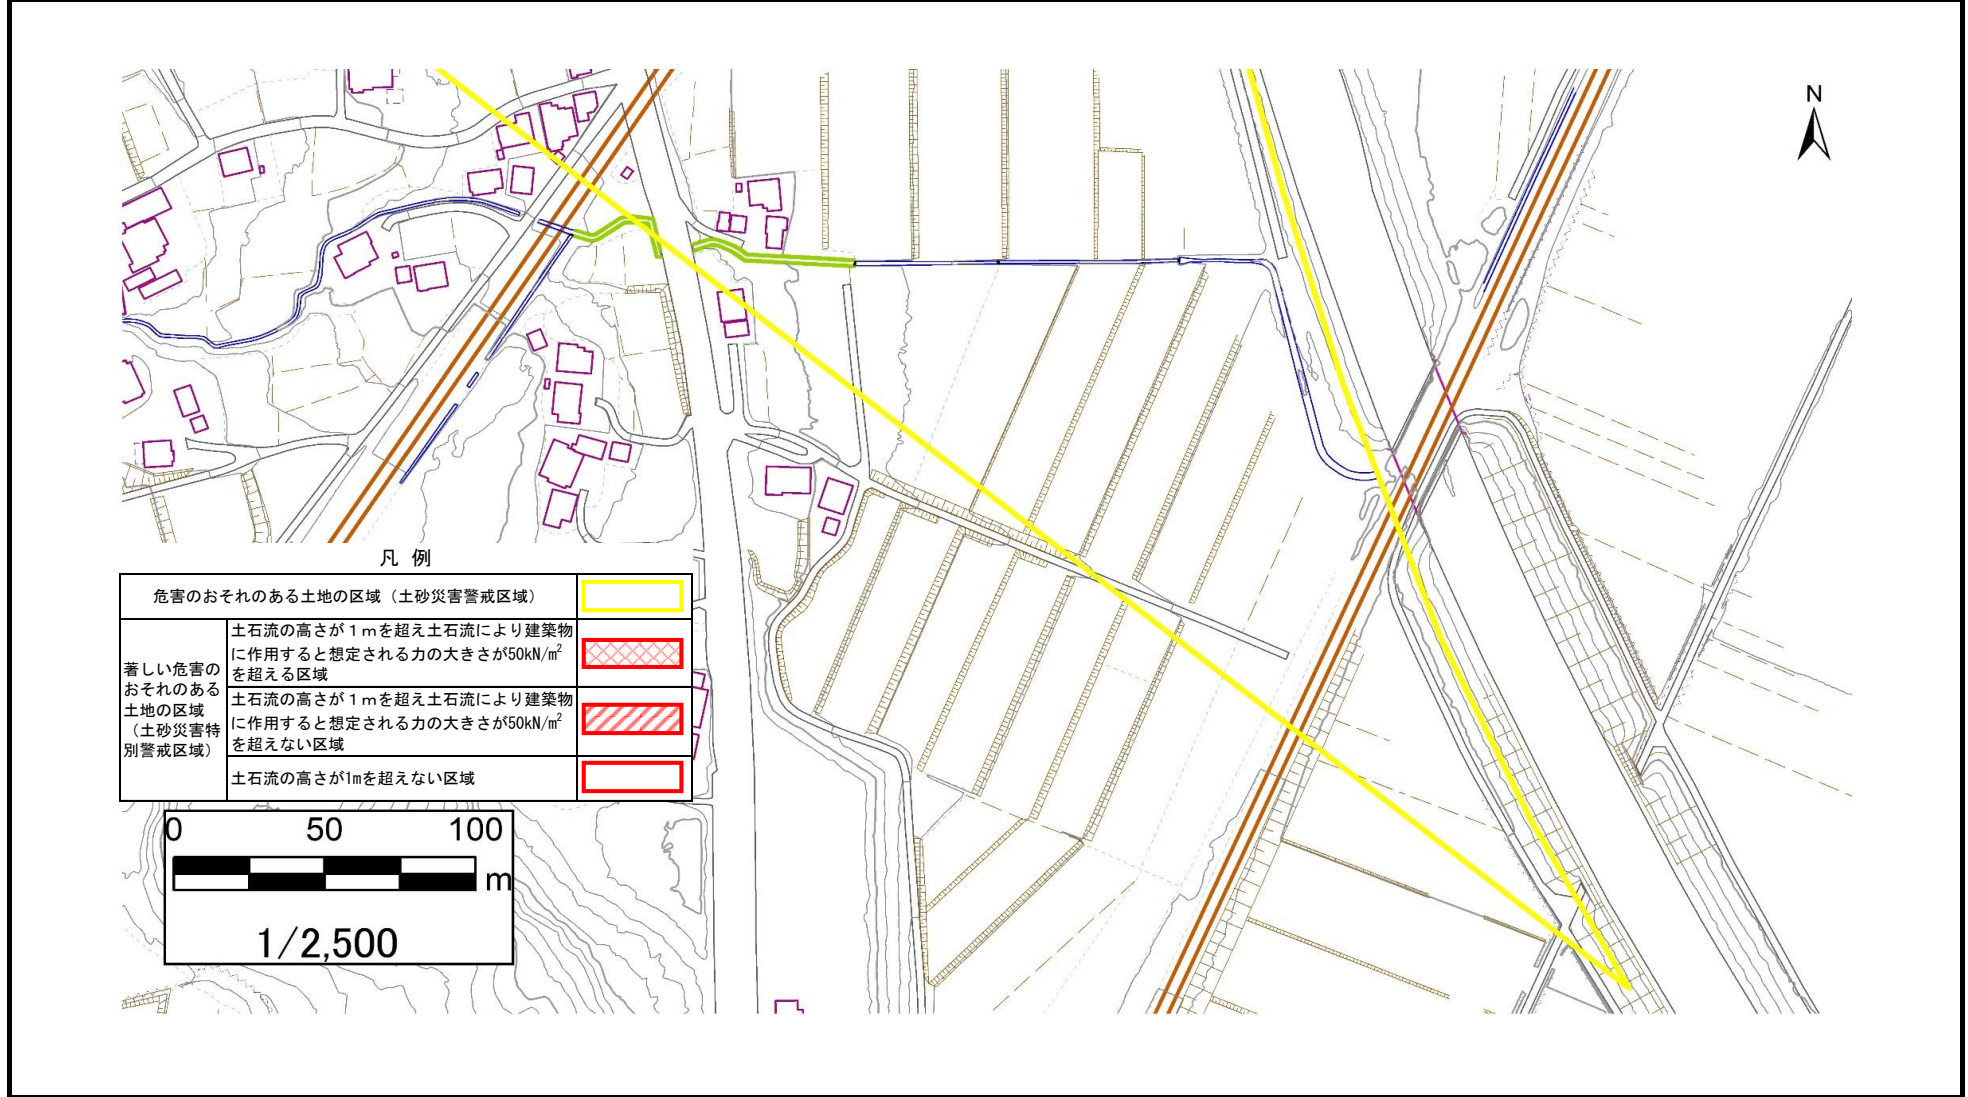 N
凡 例
危害のおそれのある土地の区域（土砂災害警戒区域）
著しい危害の
おそれのある
土地の区域
（土砂災害特
別警戒区域）
土石流の高さが１ｍを超え土石流により建築物
に作用すると想定される力の大きさが50kN/㎡
を超える区域
土石流の高さが１ｍを超え土石流により建築物
に作用すると想定される力の大きさが50kN/㎡
を超えない区域
土石流の高さが1mを超えない区域
0 50 100
m
1/2,500